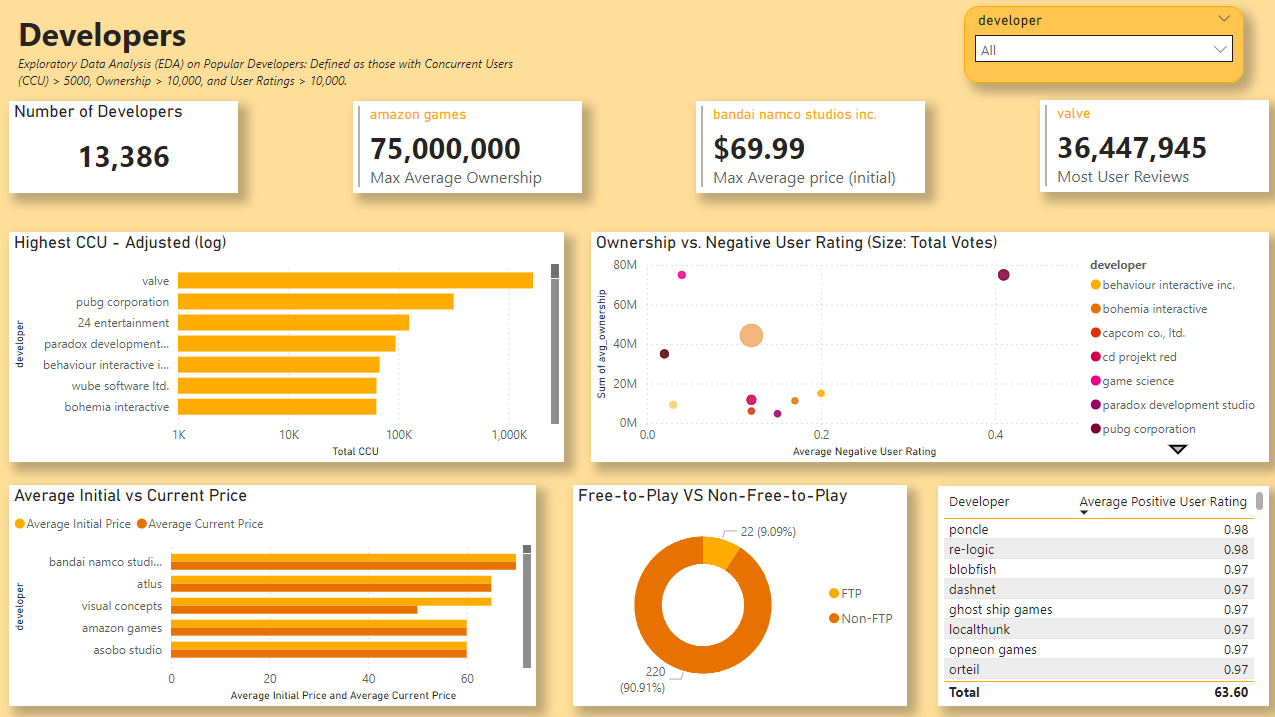 Developers
Exploratory Data Analysis (EDA) on Popular Developers: Defined as those with Concurrent Users
(CCU) > 5000, Ownership > 10,000, and User Ratings > 10,000.
developer
All
Number of Developers
13,386
amazon games
75,000,000
Max Average Ownership
bandai namco studios inc.
$69.99
Max Average price (initial)
valve
36,447,945
Most User Reviews
Highest CCU - Adjusted (log)
developer
valve
pubg corporation
24 entertainment
paradox development...
behaviour interactive i...
wube software ltd.
bohemia interactive
1K 10K 100K 1,000K
Total CCU
Ownership vs. Negative User Rating (Size: Total Votes)
Sum of avg_ownership
80M
60M
40M
20M
0M
0.0 0.2 0.4
Average Negative User Rating
developer
behaviour interactive inc.
bohemia interactive
capcom co., ltd.
cd projekt red
game science
paradox development studio
pubg corporation
Average Initial vs Current Price
Average Initial Price Average Current Price
developer
bandai namco studi...
atlus
visual concepts
amazon games
asobo studio
0 20 40 60
Average Initial Price and Average Current Price
Free-to-Play VS Non-Free-to-Play
22 (9.09%)
220
(90.91%)
FTP
Non-FTP
Developer Average Positive User Rating
poncle 0.98
re-logic 0.98
blobfish 0.97
dashnet 0.97
ghost ship games 0.97
localthunk 0.97
opneon games 0.97
orteil 0.97
Total 63.60